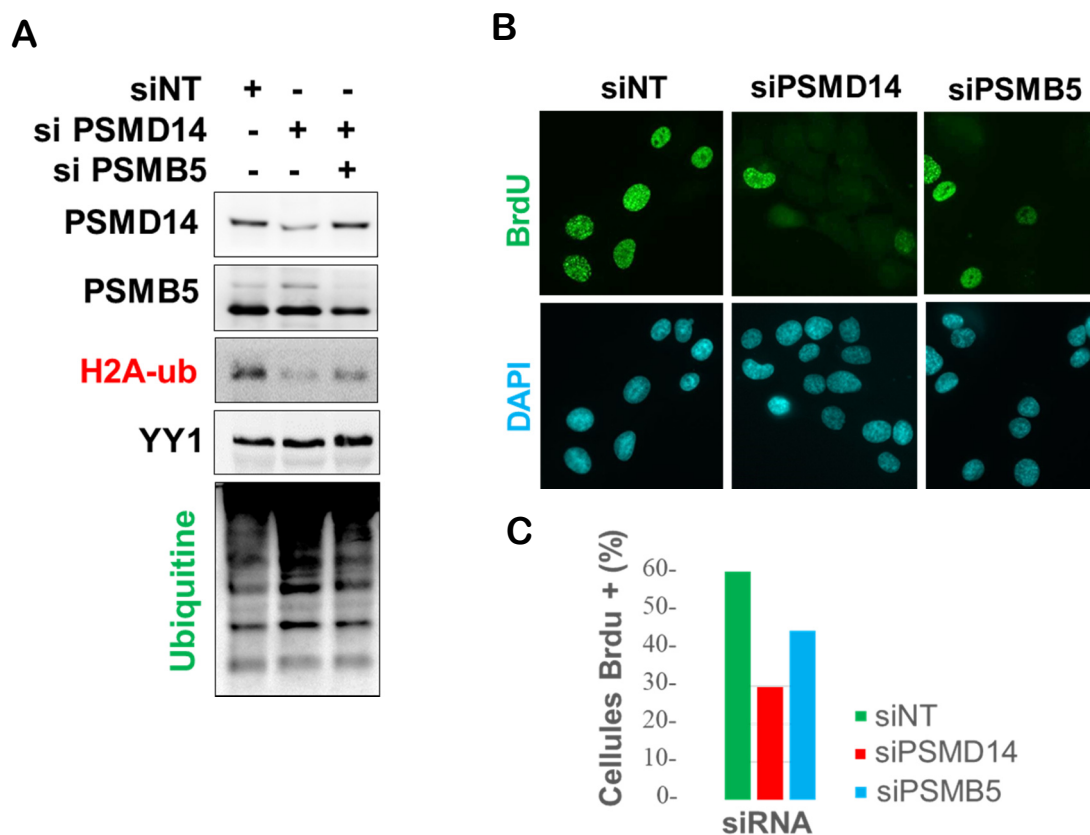 A
siNT + - -
si PSMD14 - + +
si PSMB5 - - +
PSMD14
PSMB5
H2A-ub
YY1
Ubiquitine
B
siNT siPSMD14 siPSMB5
BrdU
DAPI
C
Cellules Brdu + (%)
60-
50-
40-
30-
20-
10-
0-
siRNA
siNT
siPSMD14
siPSMB5